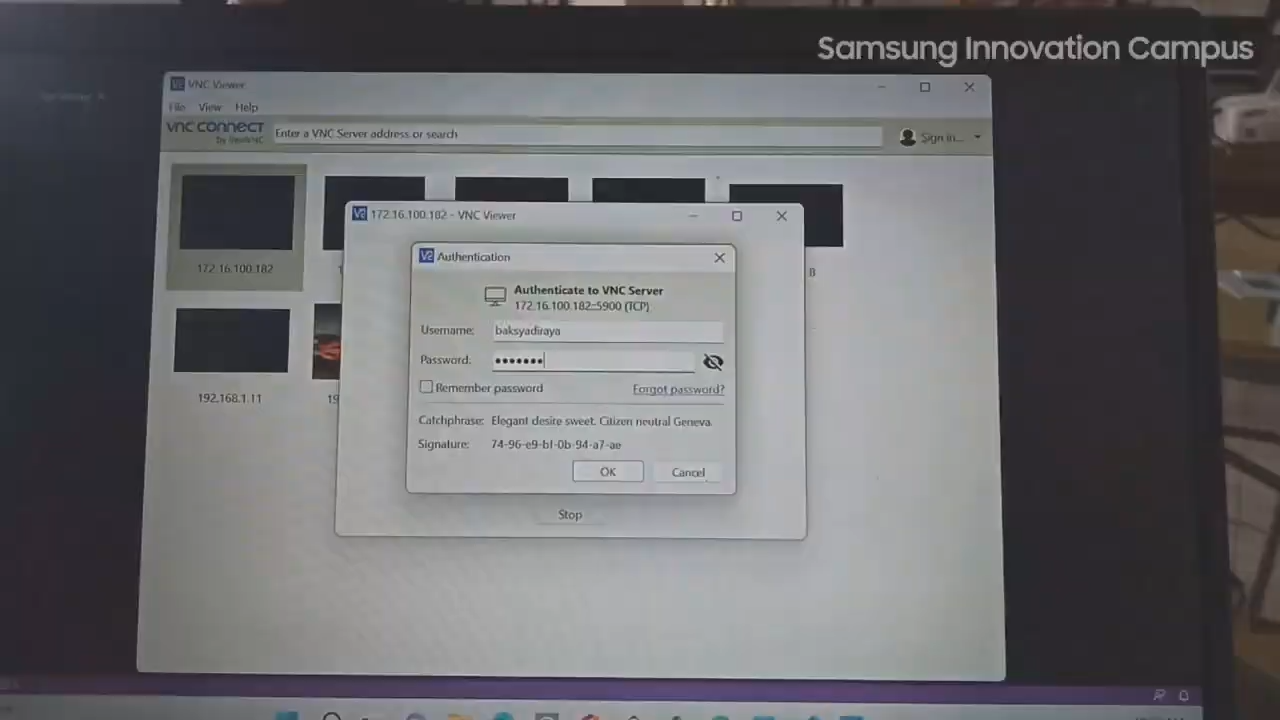 Samsung Innovation Campus
VNC Viewer
File View Help
VNC CONNECT
by RealVNC
Enter a VNC Server address or search
Sign in...
172.16.100.182
172.16.100.182 - VNC Viewer
Authentication
Authenticate to VNC Server
172.16.100.182::5900 (TCP)
Username: baksyadiraya
Password: •••••••
Remember password Forgot password?
Catchphrase: Elegant desire sweet. Citizen neutral Geneva.
Signature: 74-96-e9-bf-0b-94-a7-ae
OK Cancel
Stop
B
192.168.1.11
19